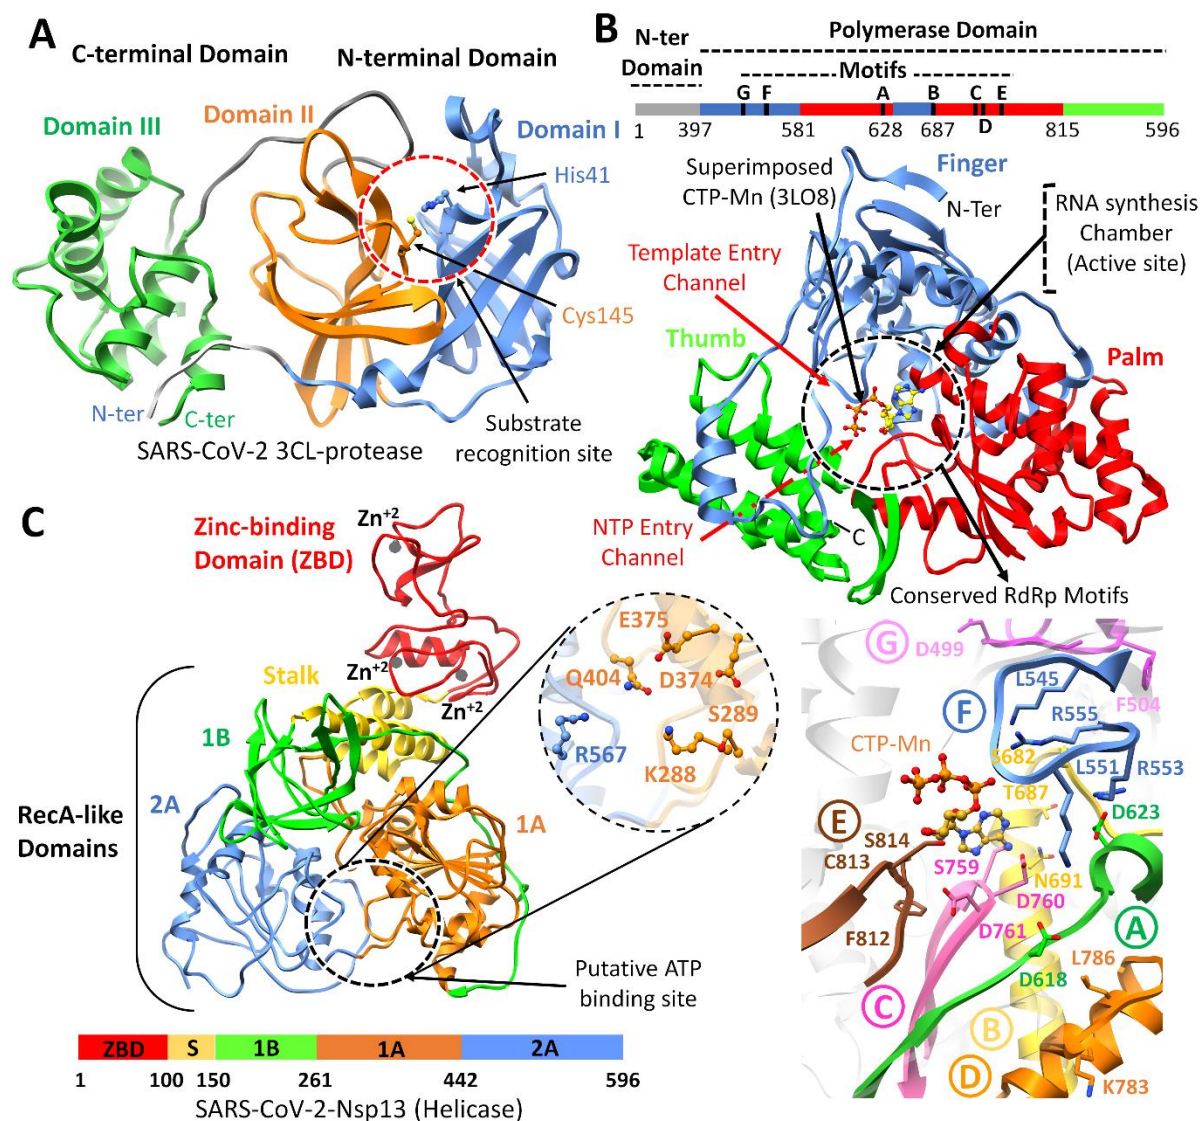 A
C-terminal Domain
N-terminal Domain
Domain III
Domain II
Domain I
His41
Cys145
N-ter
C-ter
Substrate
recognition site
SARS-CoV-2 3CL-protease
B
N-ter
Domain
Polymerase Domain
Motifs
G F A B C E
1 397 581 628 687 D 815 596
Superimposed
CTP-Mn (3LO8)
Finger
N-Ter
RNA synthesis
Chamber
(Active site)
Template Entry
Channel
Thumb
Palm
NTP Entry
Channel
C
Conserved RdRp Motifs
G
D499
L545
F504
F
R555
CTP-Mn
S682
L551
R553
T687
D623
E
S814
C813
S759
N691
D760
D761
A
F812
L786
D618
C
B
D
K783
C
Zn+2
Zinc-binding
Domain (ZBD)
Zn+2
Stalk
Zn+2
1B
2A
1A
RecA-like
Domains
E375
Q404
D374
S289
R567
K288
Putative ATP
binding site
ZBD S 1B 1A 2A
1 100 150 261 442 596
SARS-CoV-2-Nsp13 (Helicase)